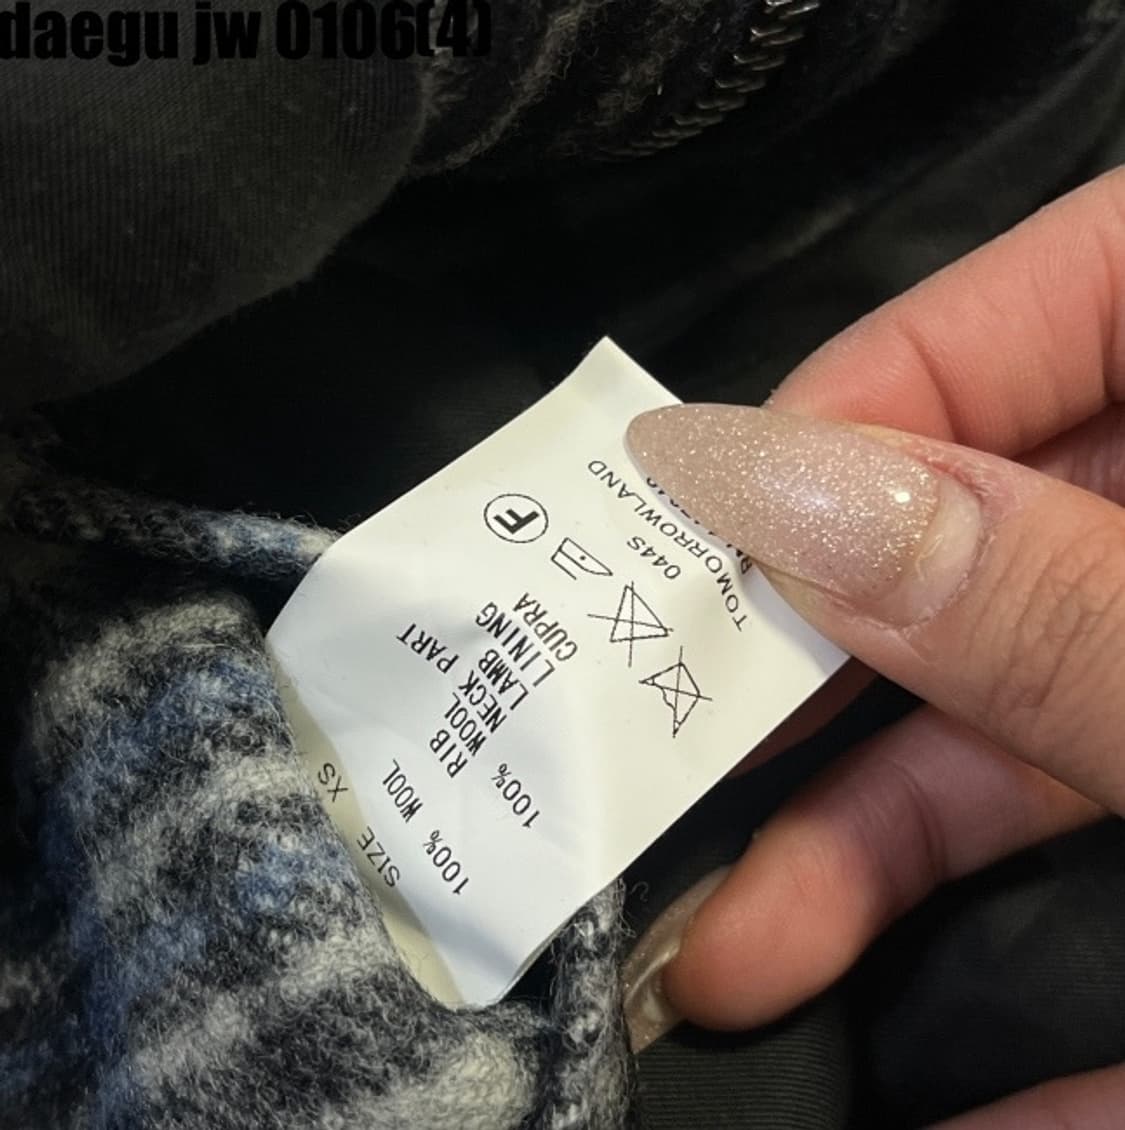 daegu jw 0106(4)
SIZE XS
100% WOOL
RIB
WOOL 100%
NECK PART
LAMB
LINING
CUPRA
F
044S
TOMORROWLAND